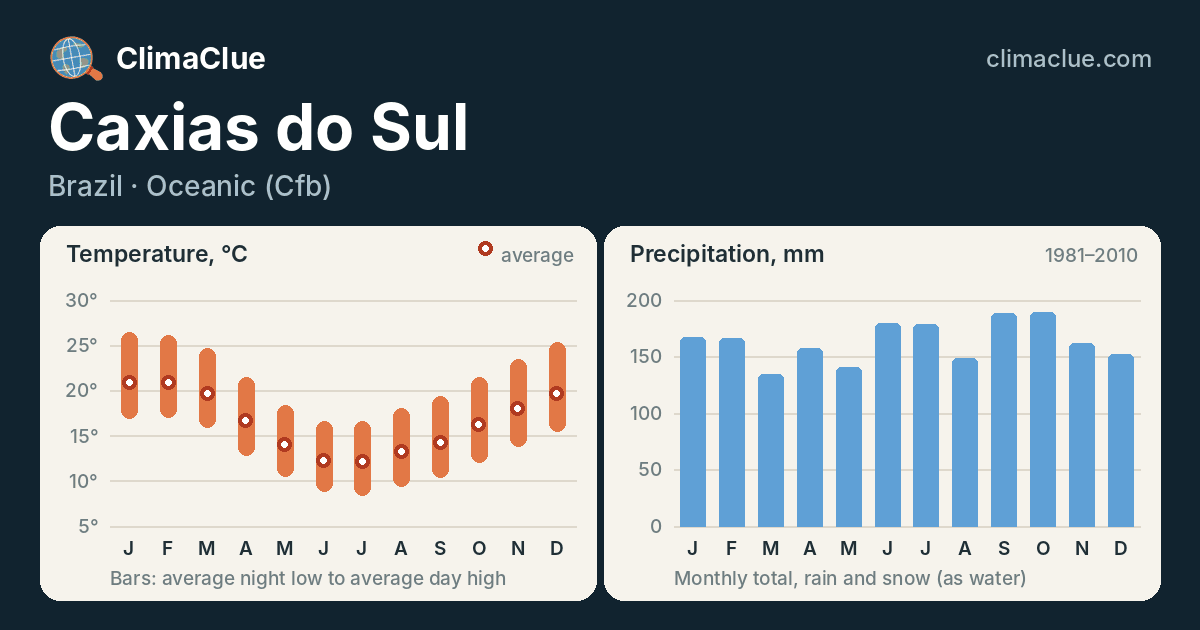 ClimaClue
climaclue.com
Caxias do Sul
Brazil · Oceanic (Cfb)
Temperature, °C
average
30°
25°
20°
15°
10°
5°
J F M A M J J A S O N D
Bars: average night low to average day high
Precipitation, mm
1981–2010
200
150
100
50
0
J F M A M J J A S O N D
Monthly total, rain and snow (as water)